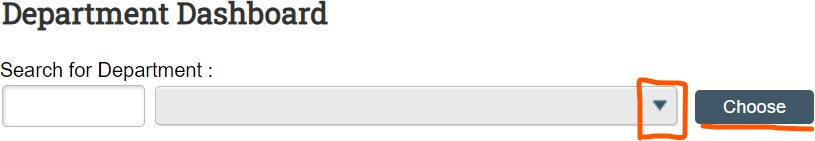 Department Dashboard
Search for Department :
Choose